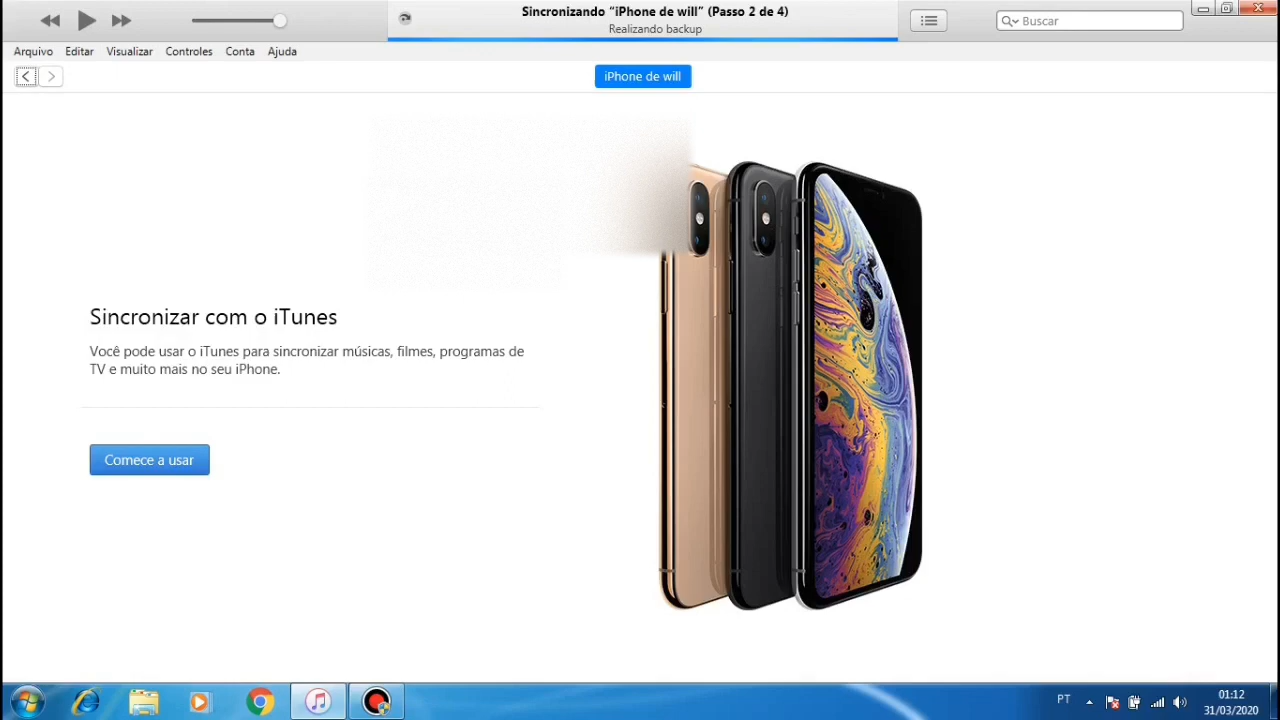 Sincronizando “iPhone de will” (Passo 2 de 4)
Realizando backup
Buscar
Arquivo Editar Visualizar Controles Conta Ajuda
iPhone de will
Sincronizar com o iTunes
Você pode usar o iTunes para sincronizar músicas, filmes, programas de
TV e muito mais no seu iPhone.
Comece a usar
PT
01:12
31/03/2020